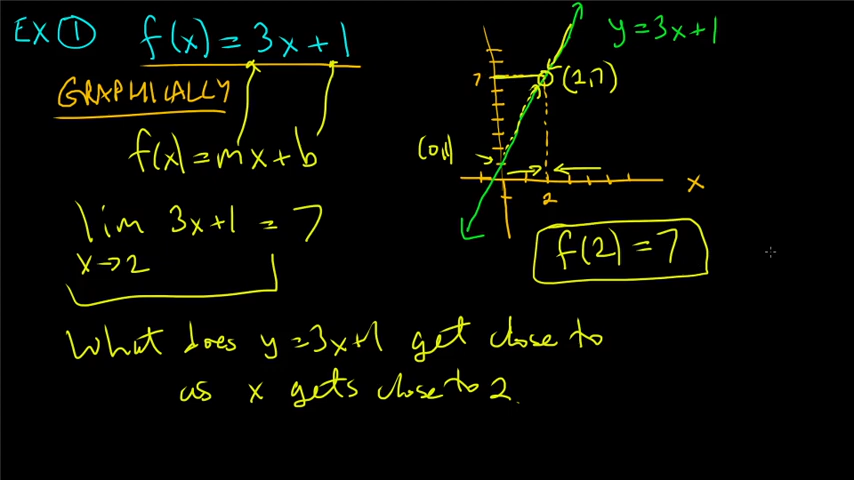 EX ① f(x) = 3x+1
GRAPHICALLY
f(x) = mx+b
lim 3x+1 = 7
x→2
What does y=3x+1 get close to
as x gets close to 2.
y=3x+1
7
(2,7)
(0,1)
x
2
f(2) = 7